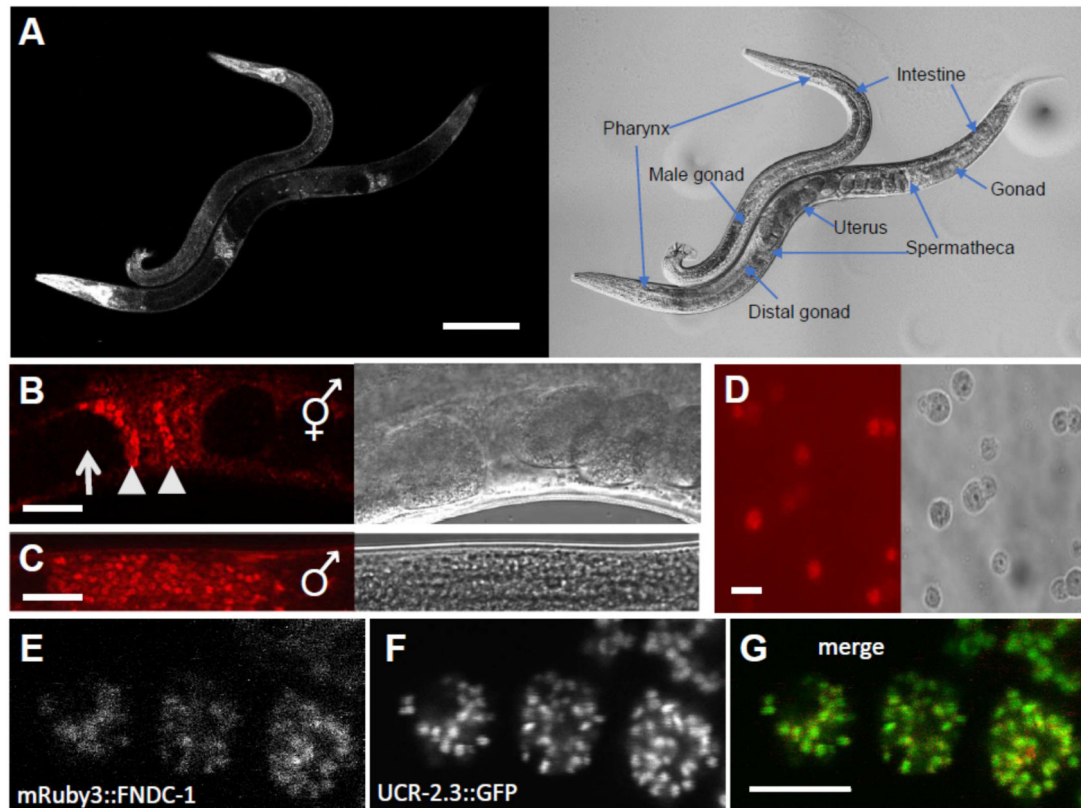 A
Pharynx
Intestine
Male gonad
Gonad
Uterus
Spermatheca
Distal gonad
B
⚥
D
C
♂
E
mRuby3::FNDC-1
F
UCR-2.3::GFP
G merge